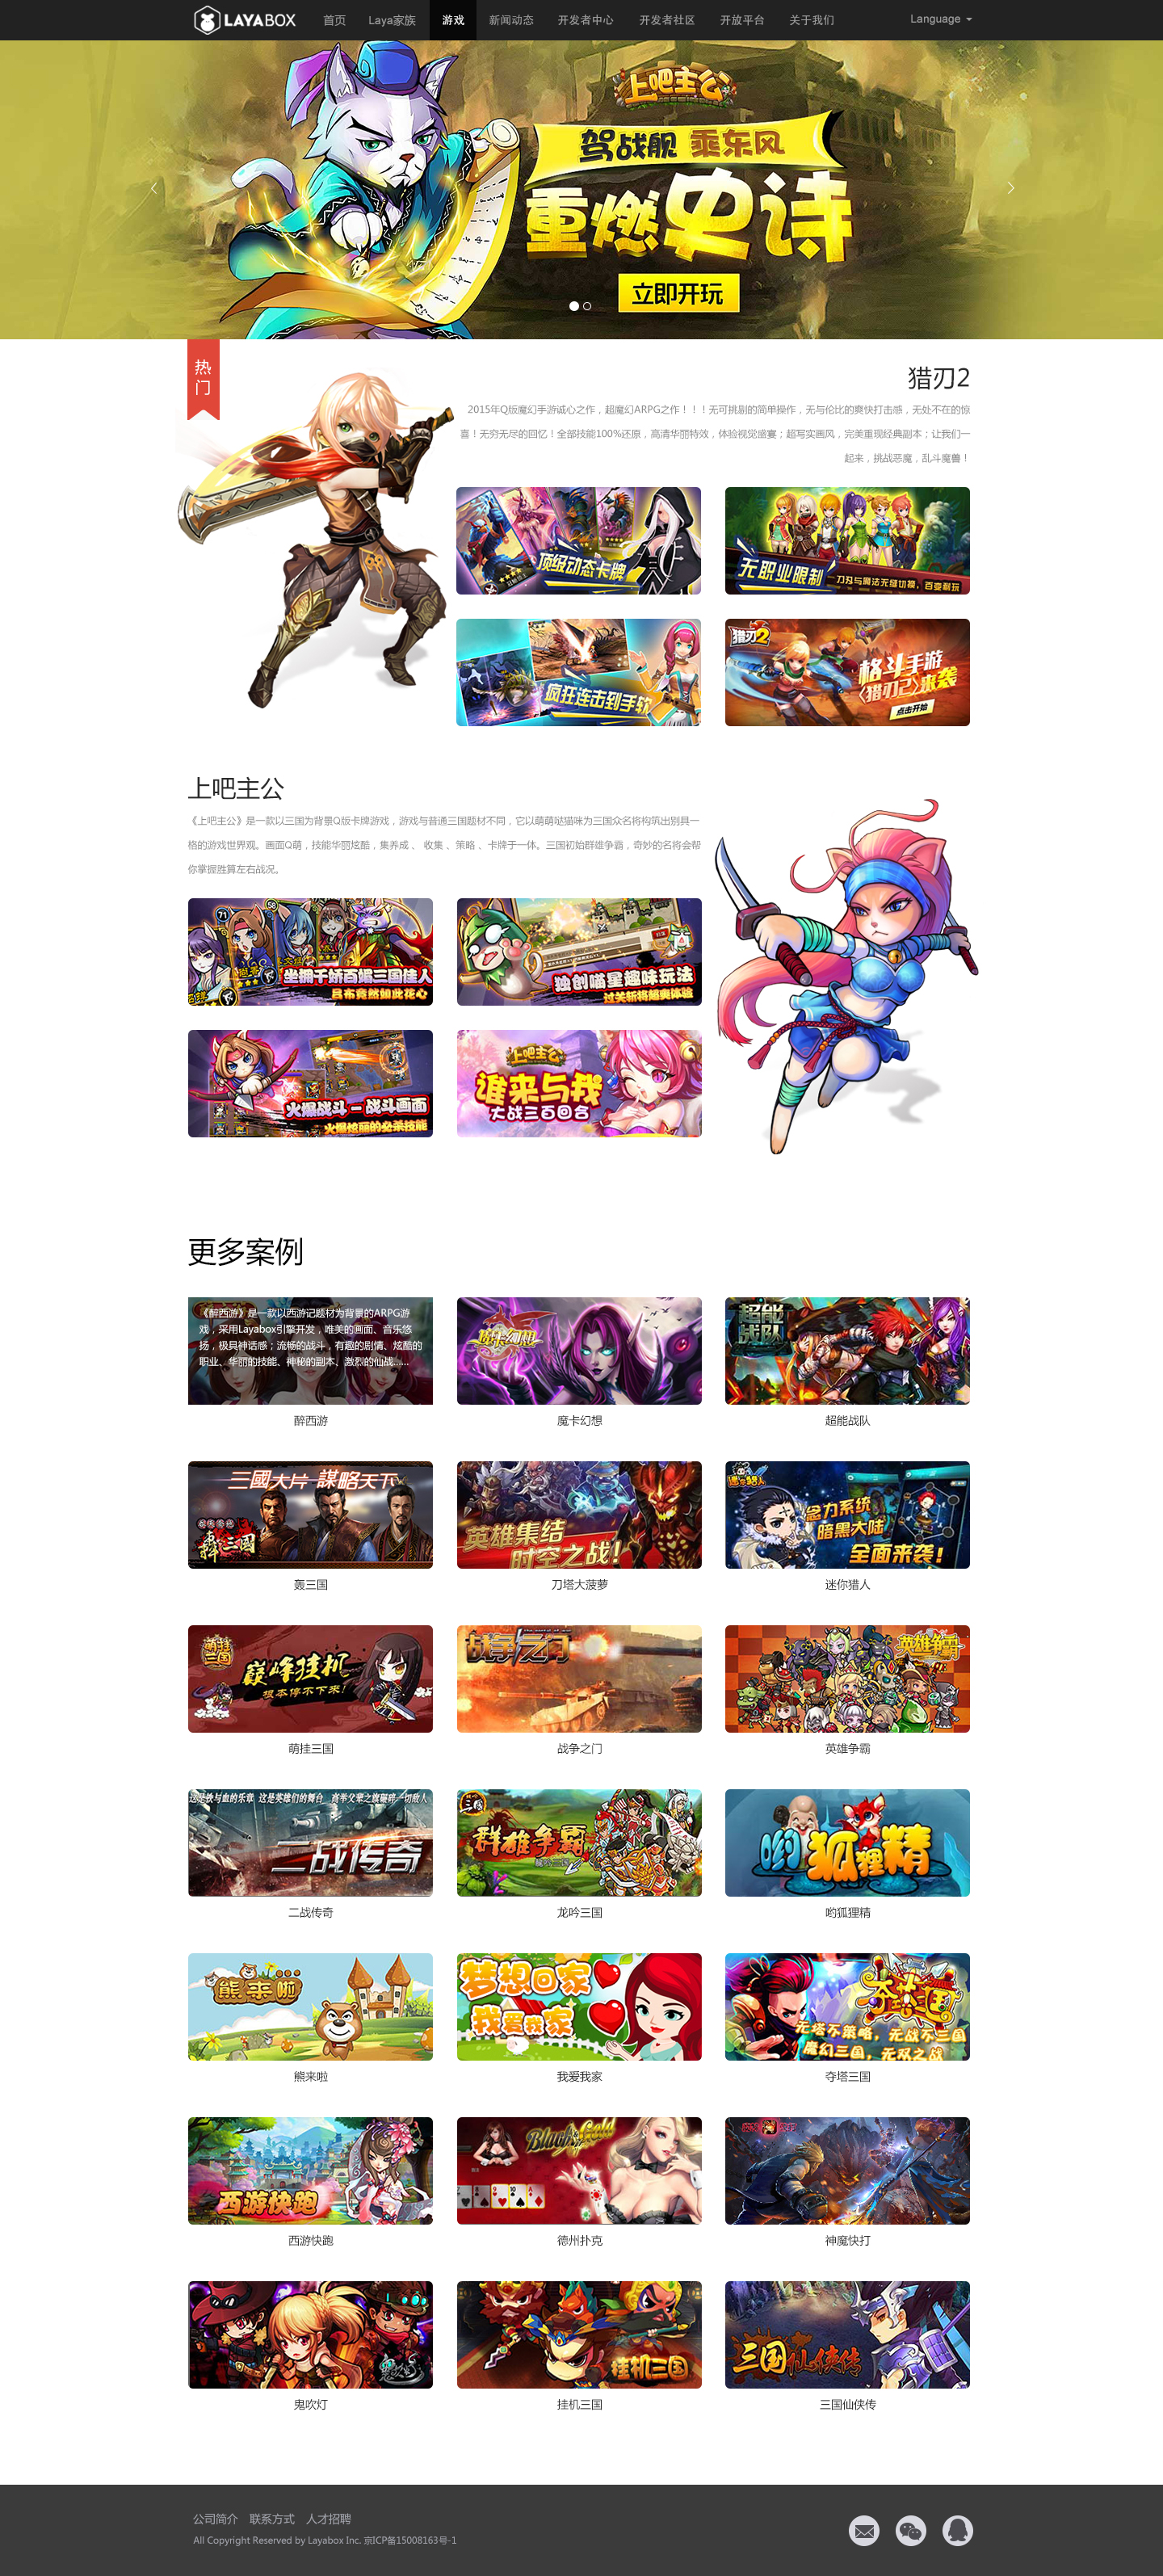 LAYABOX 首页 Laya家族 游戏 新闻动态 开发者中心 开发者社区 开放平台 关于我们 Language
上吧主公
驾战舰 乘东风
重燃史诗
立即开玩
热门
猎刃2
2015年Q版魔幻手游诚心之作，超魔幻ARPG之作！！！无可挑剔的简单操作，无与伦比的爽快打击感，无处不在的惊
喜！无穷无尽的回忆！全部技能100%还原，高清华丽特效，体验视觉盛宴；超写实画风，完美重现经典副本；让我们一
起来，挑战恶魔，乱斗魔兽！
顶级动态卡牌
无职业限制
刀刃与魔法无缝切换，百变耐玩
疯狂连击到手软
猎刃2
格斗手游
《猎刃2》来袭
点击开始
上吧主公
《上吧主公》是一款以三国为背景Q版卡牌游戏，游戏与普通三国题材不同，它以萌萌哒猫咪为三国众名将构筑出别具一
格的游戏世界观。画面Q萌，技能华丽炫酷，集养成 、 收集 、策略 、卡牌于一体。三国初始群雄争霸，奇妙的名将会帮
你掌握胜算左右战况。
坐拥千娇百媚三国佳人
吕布竟然如此花心
独创喵星趣味玩法
过关斩将超爽体验
火爆战斗－战斗画面
火爆炫丽的必杀技能
上吧主公
谁来与我
大战三百回合
更多案例
《醉西游》是一款以西游记题材为背景的ARPG游
戏，采用Layabox引擎开发，唯美的画面、音乐悠
扬，极具神话感；流畅的战斗，有趣的剧情、炫酷的
职业、华丽的技能、神秘的副本、激烈的仙战......
魔卡幻想
超能战队
醉西游 魔卡幻想 超能战队
三國大片 謀略天下
轰三國
英雄集结
时空之战！
迷你猎人
念力系统
暗黑大陆
全面来袭！
轰三国 刀塔大菠萝 迷你猎人
萌挂三国
巅峰挂机
根本停不下来！
战争之门
英雄争霸
萌挂三国 战争之门 英雄争霸
这是铁与血的乐章 这是英雄们的舞台 高举父辈之旗碾碎一切敌人
二战传奇
群雄争霸
哟狐狸精
二战传奇 龙吟三国 哟狐狸精
熊来啦
梦想回家
我爱我家
夺塔三国
无塔不策略，无战不三国
魔幻三国，无双之战
熊来啦 我爱我家 夺塔三国
西游快跑
Black Gold
西游快跑 德州扑克 神魔快打
挂机三国
三国仙侠传
鬼吹灯 挂机三国 三国仙侠传
公司简介 联系方式 人才招聘
All Copyright Reserved by Layabox Inc. 京ICP备15008163号-1